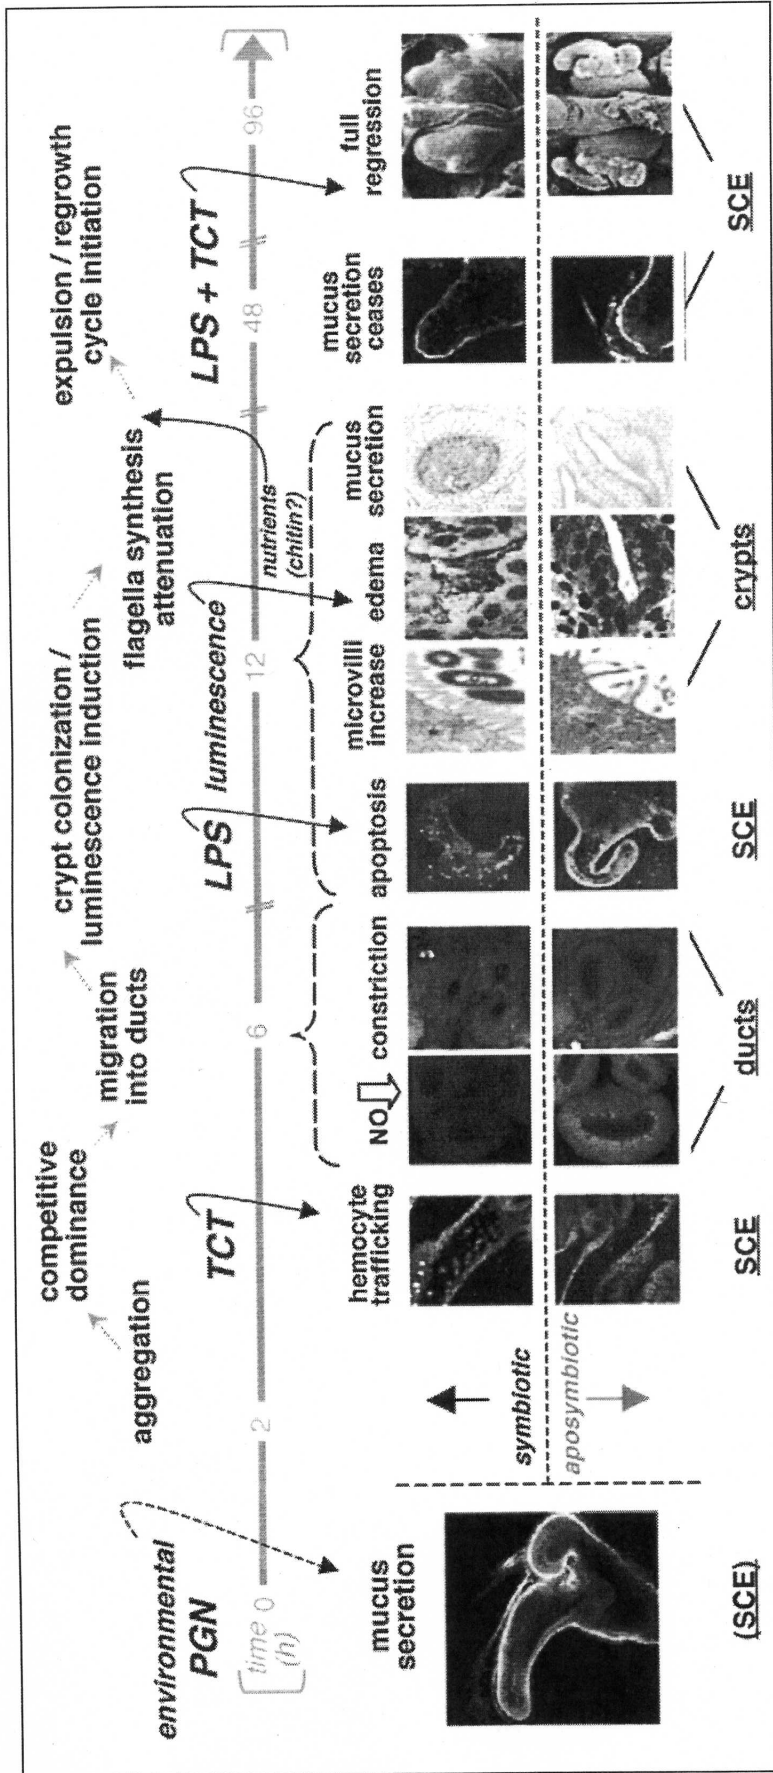 expulsion / regrowth
cycle initiation
flagella synthesis
attenuation
crypt colonization /
luminescence induction
migration
into ducts
competitive
dominance
aggregation
environmental
PGN
TCT
LPS
luminescence
nutrients
(chitin?)
LPS + TCT
time
(h)
0
2
6
12
48
96
mucus
secretion
hemocyte
trafficking
NO
constriction
apoptosis
microvilli
increase
edema
mucus
secretion
mucus
secretion
ceases
full
regression
symbiotic
aposymbiotic
(SCE)
SCE
ducts
SCE
crypts
SCE